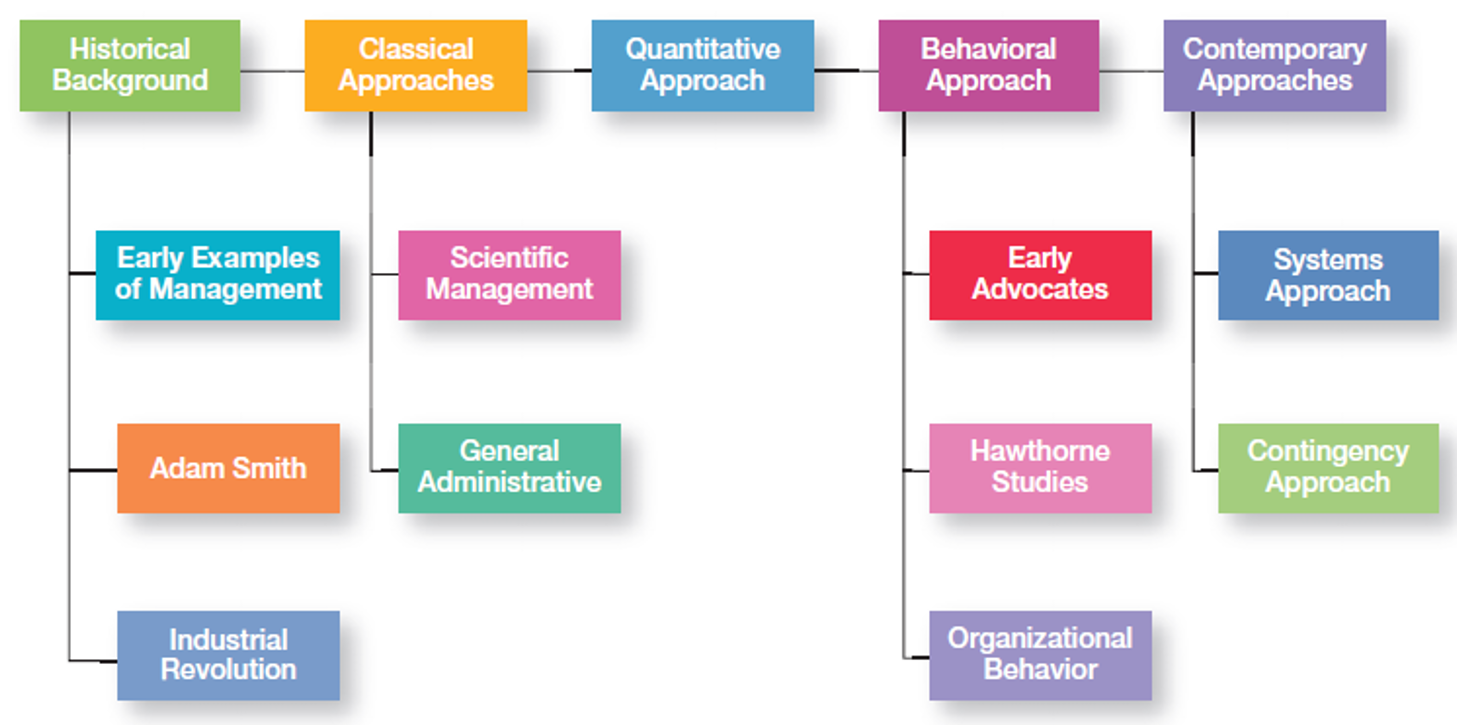 Historical
Background
Classical
Approaches
Quantitative
Approach
Behavioral
Approach
Contemporary
Approaches
Early Examples
of Management
Scientific
Management
Early
Advocates
Systems
Approach
Adam Smith
General
Administrative
Hawthorne
Studies
Contingency
Approach
Industrial
Revolution
Organizational
Behavior